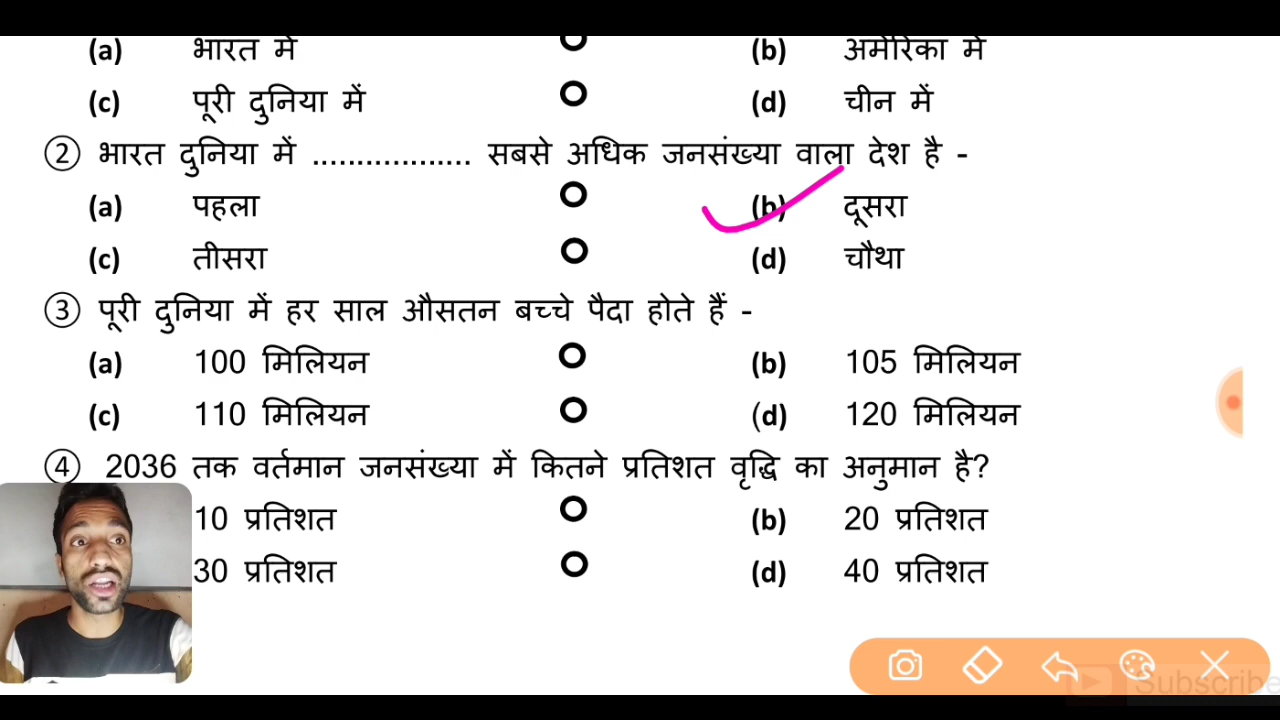 (a) भारत में (b) अमेरिका में
(c) पूरी दुनिया में (d) चीन में
② भारत दुनिया में .................. सबसे अधिक जनसंख्या वाला देश है -
(a) पहला (b) दूसरा
(c) तीसरा (d) चौथा
③ पूरी दुनिया में हर साल औसतन बच्चे पैदा होते हैं -
(a) 100 मिलियन (b) 105 मिलियन
(c) 110 मिलियन (d) 120 मिलियन
④ 2036 तक वर्तमान जनसंख्या में कितने प्रतिशत वृद्धि का अनुमान है?
10 प्रतिशत (b) 20 प्रतिशत
30 प्रतिशत (d) 40 प्रतिशत
Subscribe